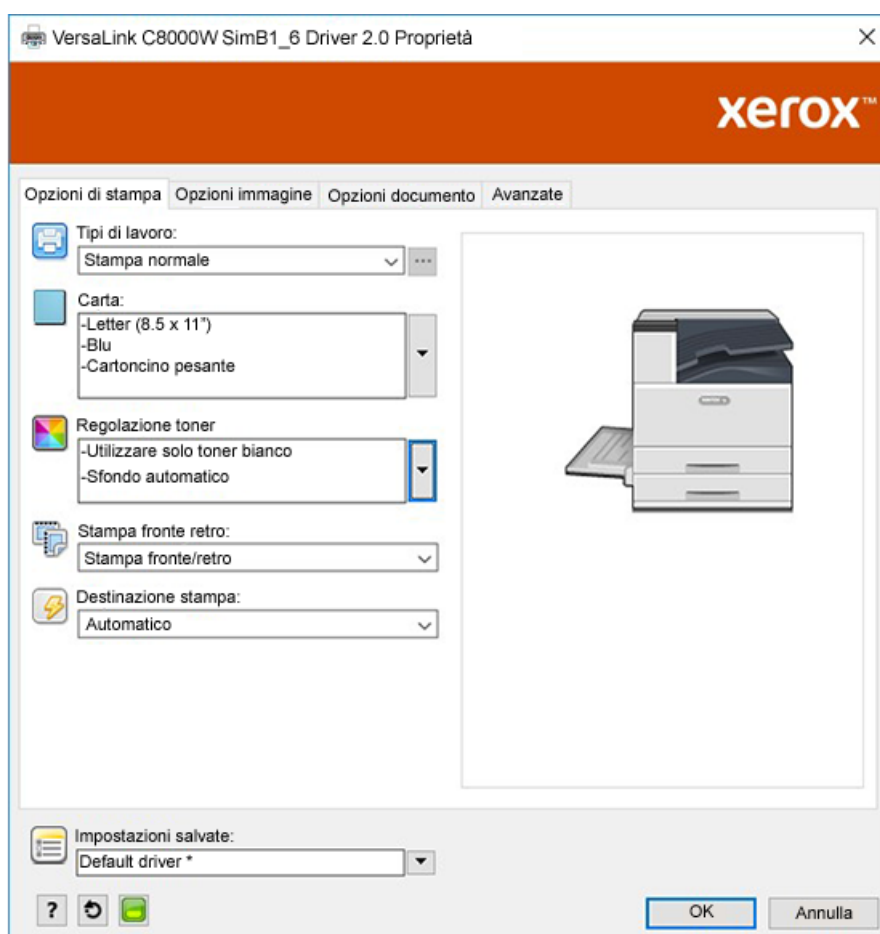 VersaLink C8000W SimB1_6 Driver 2.0 Proprietà
xerox™
Opzioni di stampa Opzioni immagine Opzioni documento Avanzate
Tipi di lavoro:
Stampa normale
Carta:
-Letter (8.5 x 11”)
-Blu
-Cartoncino pesante
Regolazione toner
-Utilizzare solo toner bianco
-Sfondo automatico
Stampa fronte retro:
Stampa fronte/retro
Destinazione stampa:
Automatico
Impostazioni salvate:
Default driver *
?
OK Annulla